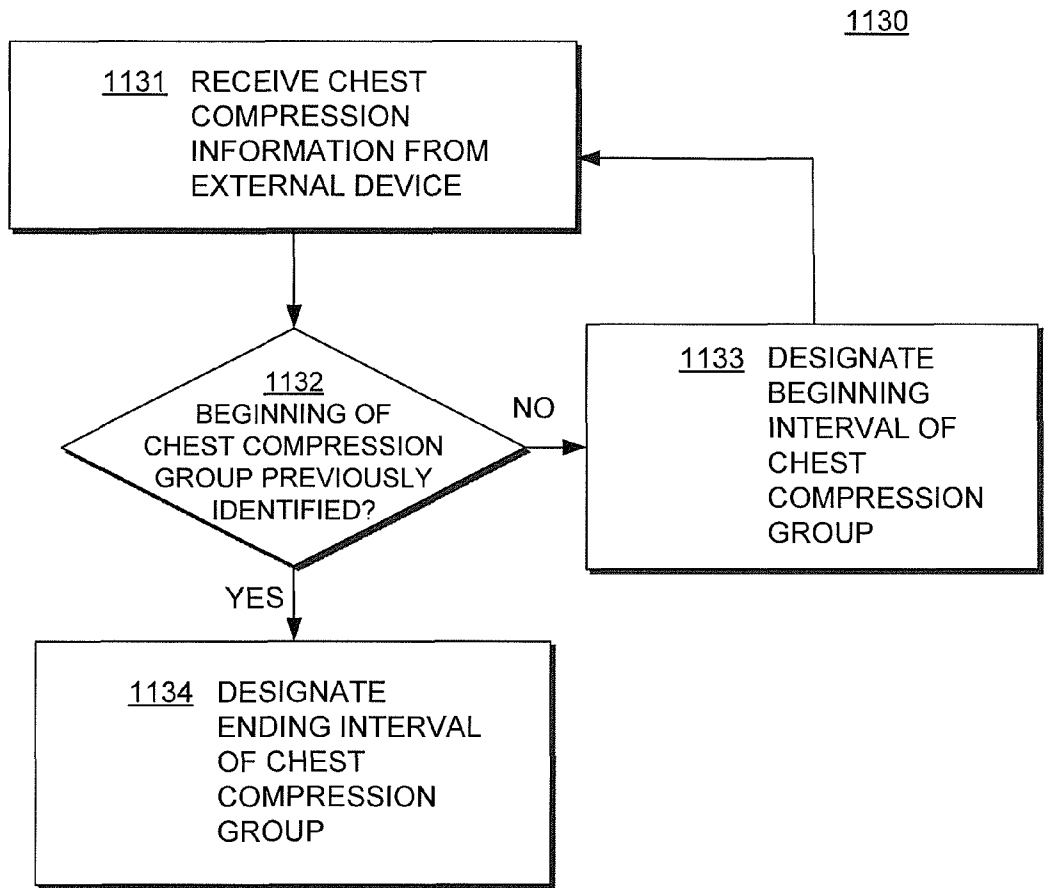 1130
1131 RECEIVE CHEST
COMPRESSION
INFORMATION FROM
EXTERNAL DEVICE
1132
BEGINNING OF
CHEST COMPRESSION
GROUP PREVIOUSLY
IDENTIFIED?
NO
1133 DESIGNATE
BEGINNING
INTERVAL OF
CHEST
COMPRESSION
GROUP
YES
1134 DESIGNATE
ENDING INTERVAL
OF CHEST
COMPRESSION
GROUP